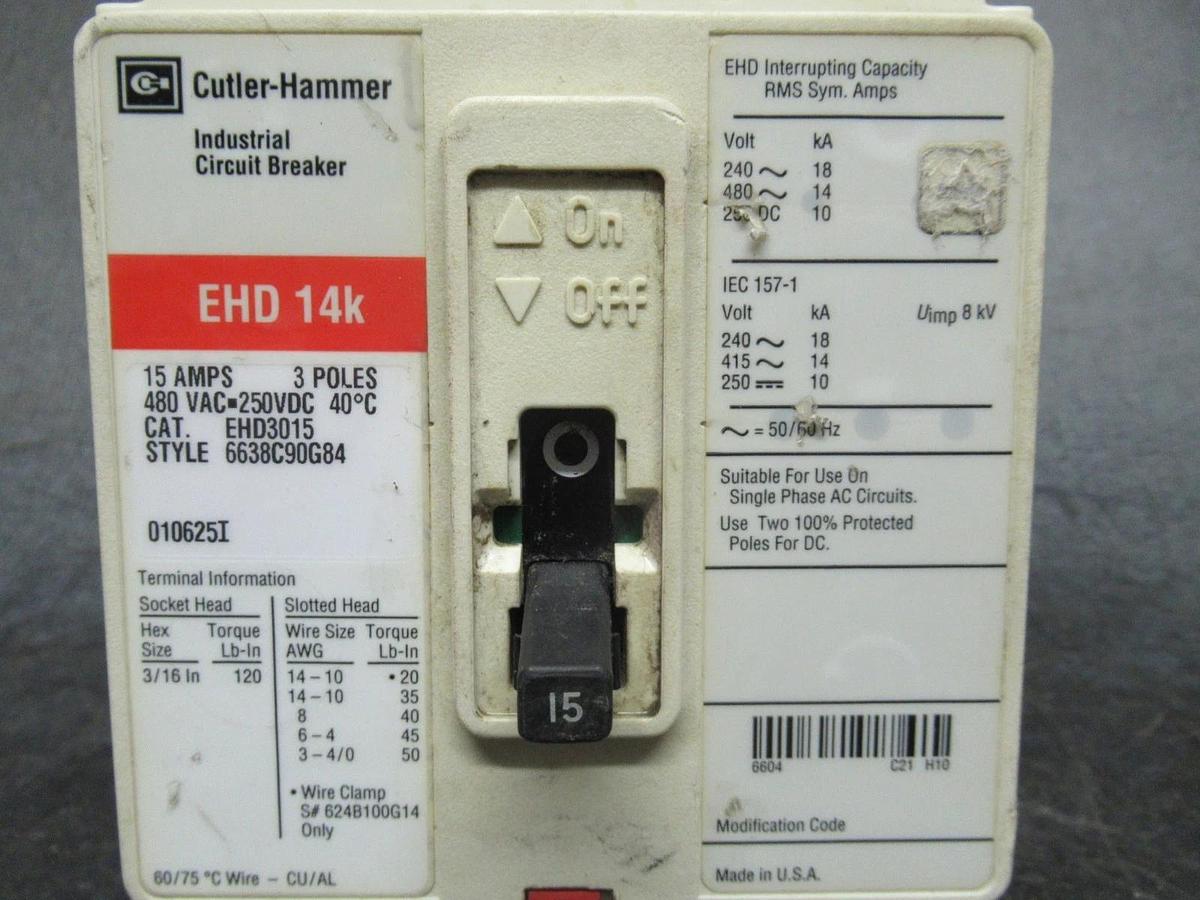 Cutler-Hammer
Industrial
Circuit Breaker
EHD 14k
15 AMPS 3 POLES
480 VAC▪250VDC 40°C
CAT. EHD3015
STYLE 6638C90G84
010625I
Terminal Information
Socket Head
Hex Torque
Size Lb-In
3/16 In 120
Slotted Head
Wire Size Torque
AWG Lb-In
14 – 10 • 20
14 – 10 35
8 40
6 – 4 45
3 – 4/0 50
• Wire Clamp
S# 624B100G14
Only
60/75 °C Wire – CU/AL
On
Off
O
15
EHD Interrupting Capacity
RMS Sym. Amps
Volt kA
240 ~ 18
480 ~ 14
250 DC 10
IEC 157-1
Volt kA Uimp 8 kV
240 ~ 18
415 ~ 14
250 ⎓ 10
~ = 50/60 Hz
Suitable For Use On
Single Phase AC Circuits.
Use Two 100% Protected
Poles For DC.
6604 C21 H10
Modification Code
Made in U.S.A.